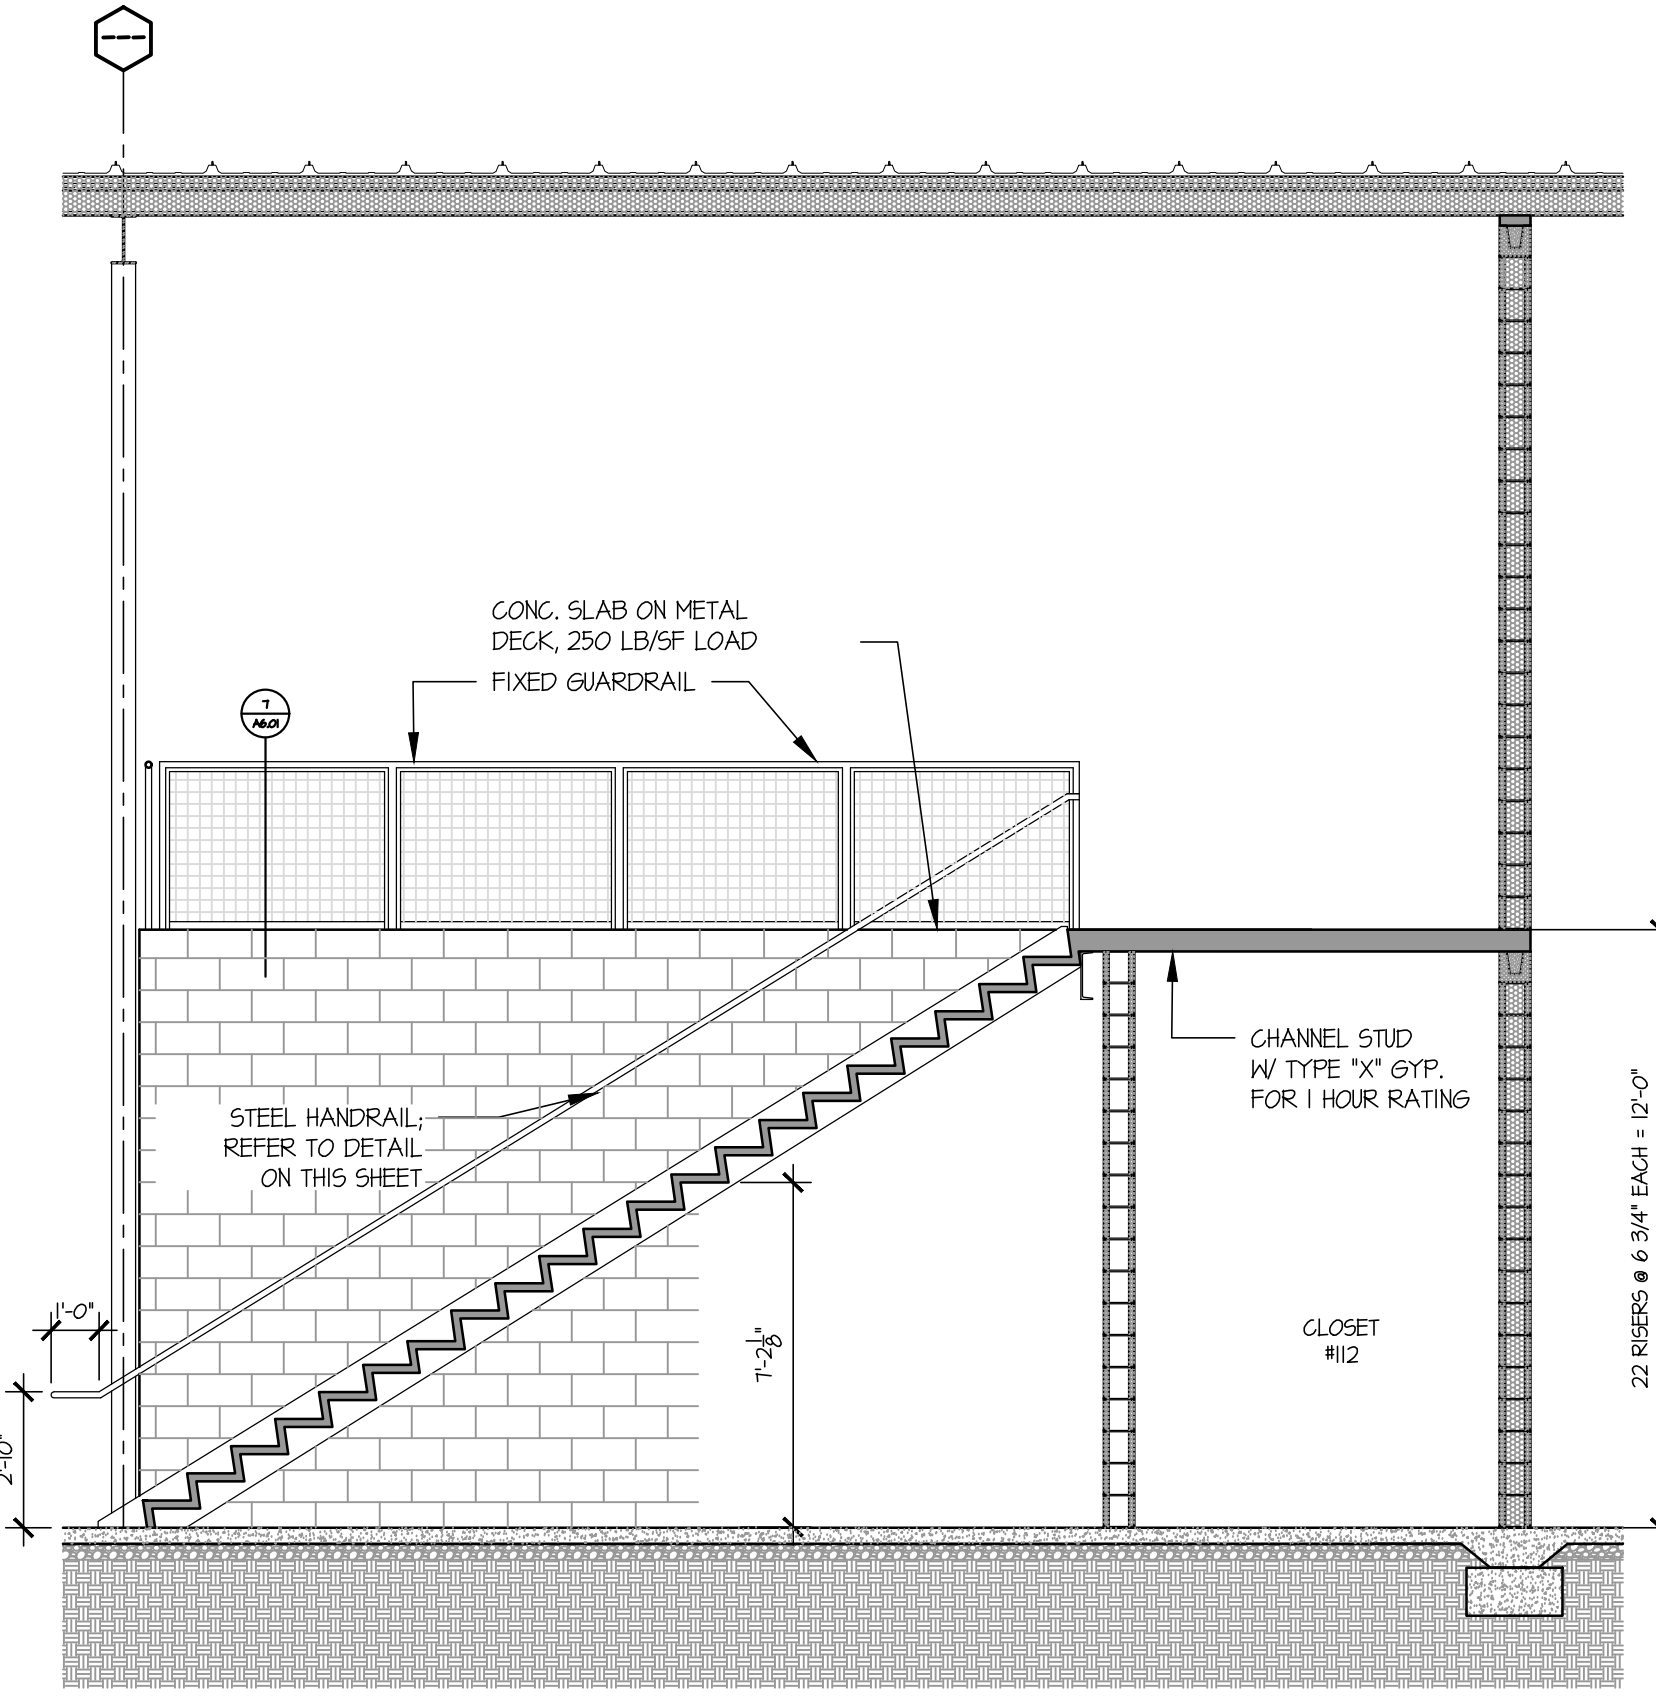 ---
CONC. SLAB ON METAL
DECK, 250 LB/SF LOAD
FIXED GUARDRAIL
7
A6.01
STEEL HANDRAIL;
REFER TO DETAIL
ON THIS SHEET
CHANNEL STUD
W/ TYPE "X" GYP.
FOR 1 HOUR RATING
22 RISERS @ 6 3/4" EACH = 12'-0"
1'-0"
7'-2 1/8"
CLOSET
#112
2'-10"